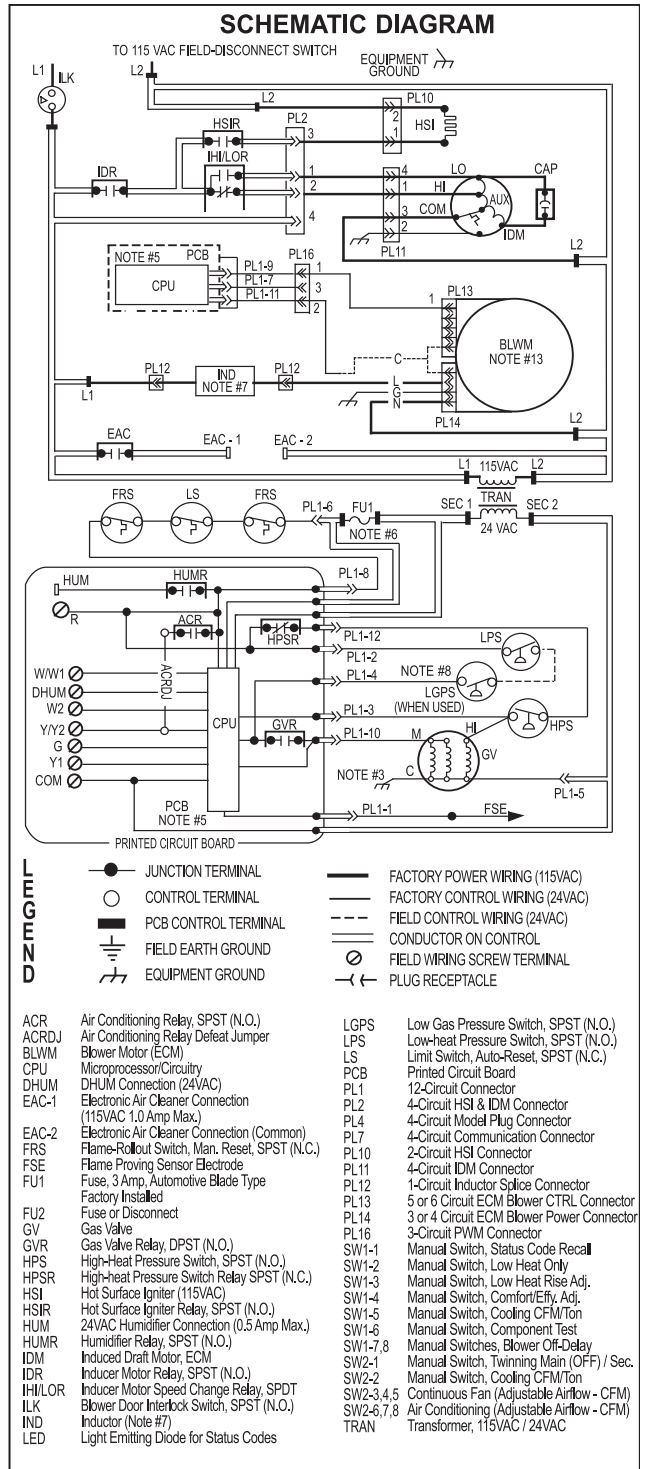 SCHEMATIC DIAGRAM
TO 115 VAC FIELD-DISCONNECT SWITCH
EQUIPMENT
GROUND
L1
ILK
L2
L2
PL10
2
1
HSI
HSIR
PL2
3
IHI/LOR
1
2
4
IDR
4
LO
CAP
1
HI
AUX
3
COM
2
IDM
PL11
L2
NOTE #5
PCB
CPU
PL1-9
PL1-7
PL1-11
PL16
1
3
2
PL13
1
BLWM
NOTE #13
C
PL12
IND
NOTE #7
PL12
L
G
N
L1
PL14
L2
EAC
EAC - 1
EAC - 2
L1
115VAC
L2
TRAN
SEC 1
24 VAC
SEC 2
FRS
LS
FRS
PL1-6
FU1
NOTE #6
HUM
HUMR
PL1-8
R
ACR
HPSR
PL1-12
LPS
PL1-2
W/W1
DHUM
W2
Y/Y2
G
Y1
COM
ACRDJ
CPU
PL1-4
NOTE #8
LGPS
(WHEN USED)
PL1-3
HPS
GVR
PL1-10
M
HI
GV
NOTE #3
C
PL1-5
PCB
NOTE #5
PL1-1
FSE
PRINTED CIRCUIT BOARD
LEGEND
JUNCTION TERMINAL
CONTROL TERMINAL
PCB CONTROL TERMINAL
FIELD EARTH GROUND
EQUIPMENT GROUND
FACTORY POWER WIRING (115VAC)
FACTORY CONTROL WIRING (24VAC)
FIELD CONTROL WIRING (24VAC)
CONDUCTOR ON CONTROL
FIELD WIRING SCREW TERMINAL
PLUG RECEPTACLE
ACR Air Conditioning Relay, SPST (N.O.)
ACRDJ Air Conditioning Relay Defeat Jumper
BLWM Blower Motor (ECM)
CPU Microprocessor/Circuitry
DHUM DHUM Connection (24VAC)
EAC-1 Electronic Air Cleaner Connection
(115VAC 1.0 Amp Max.)
EAC-2 Electronic Air Cleaner Connection (Common)
FRS Flame-Rollout Switch, Man. Reset, SPST (N.C.)
FSE Flame Proving Sensor Electrode
FU1 Fuse, 3 Amp, Automotive Blade Type
Factory Installed
FU2 Fuse or Disconnect
GV Gas Valve
GVR Gas Valve Relay, DPST (N.O.)
HPS High-Heat Pressure Switch, SPST (N.O.)
HPSR High-heat Pressure Switch Relay SPST (N.C.)
HSI Hot Surface Igniter (115VAC)
HSIR Hot Surface Igniter Relay, SPST (N.O.)
HUM 24VAC Humidifier Connection (0.5 Amp Max.)
HUMR Humidifier Relay, SPST (N.O.)
IDM Induced Draft Motor, ECM
IDR Inducer Motor Relay, SPST (N.O.)
IHI/LOR Inducer Motor Speed Change Relay, SPDT
ILK Blower Door Interlock Switch, SPST (N.O.)
IND Inductor (Note #7)
LED Light Emitting Diode for Status Codes
LGPS Low Gas Pressure Switch, SPST (N.O.)
LPS Low-heat Pressure Switch, SPST (N.O.)
LS Limit Switch, Auto-Reset, SPST (N.C.)
PCB Printed Circuit Board
PL1 12-Circuit Connector
PL2 4-Circuit HSI & IDM Connector
PL4 4-Circuit Model Plug Connector
PL7 4-Circuit Communication Connector
PL10 2-Circuit HSI Connector
PL11 4-Circuit IDM Connector
PL12 1-Circuit Inductor Splice Connector
PL13 5 or 6 Circuit ECM Blower CTRL Connector
PL14 3 or 4 Circuit ECM Blower Power Connector
PL16 3-Circuit PWM Connector
SW1-1 Manual Switch, Status Code Recall
SW1-2 Manual Switch, Low Heat Only
SW1-3 Manual Switch, Low Heat Rise Adj.
SW1-4 Manual Switch, Comfort/Effy. Adj.
SW1-5 Manual Switch, Cooling CFM/Ton
SW1-6 Manual Switch, Component Test
SW1-7,8 Manual Switches, Blower Off-Delay
SW2-1 Manual Switch, Twinning Main (OFF) / Sec.
SW2-2 Manual Switch, Cooling CFM/Ton
SW2-3,4,5 Continuous Fan (Adjustable Airflow - CFM)
SW2-6,7,8 Air Conditioning (Adjustable Airflow - CFM)
TRAN Transformer, 115VAC / 24VAC